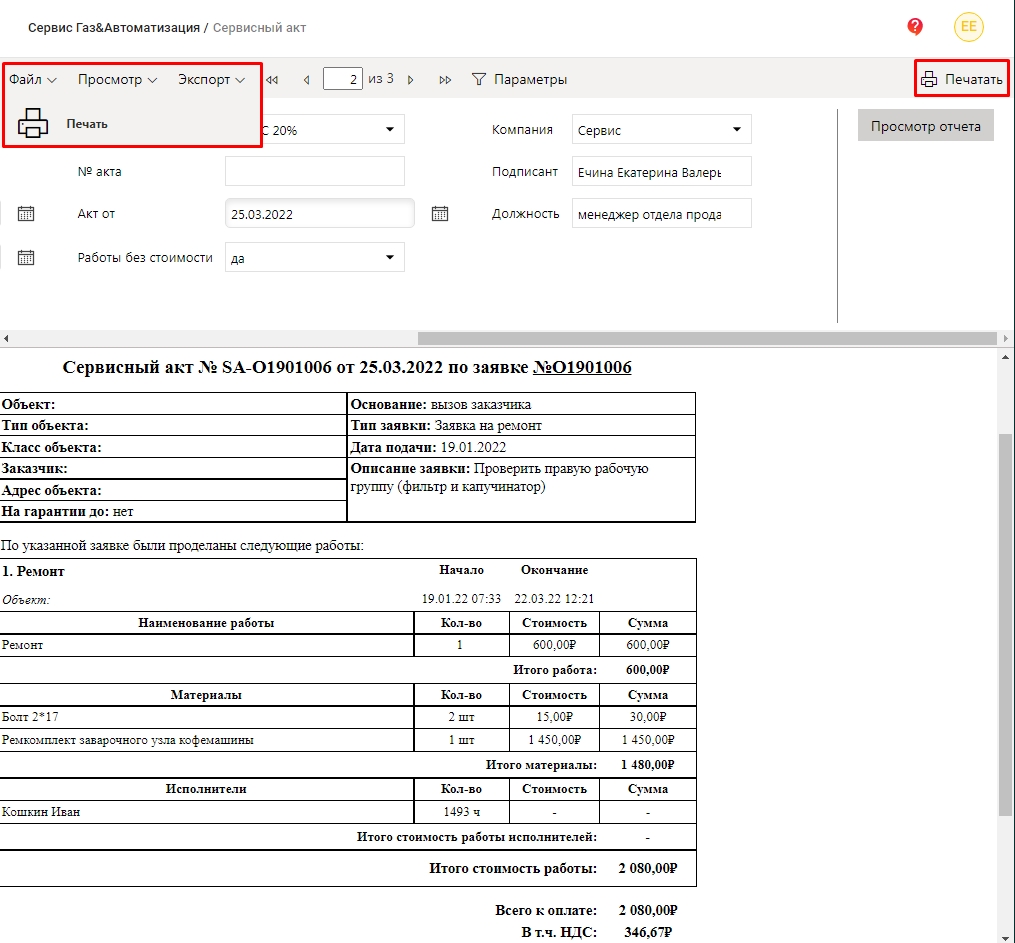 Сервис Газ&Автоматизация / Сервисный акт
? ЕЕ
Файл Просмотр Экспорт 2 из 3 Параметры Печатать
Печать
С 20% Компания Сервис Просмотр отчета
№ акта Подписант Ечина Екатерина Валерь
Акт от 25.03.2022 Должность менеджер отдела прода
Работы без стоимости да
Сервисный акт № SA-O1901006 от 25.03.2022 по заявке №O1901006
Объект: Основание: вызов заказчика
Тип объекта: Тип заявки: Заявка на ремонт
Класс объекта: Дата подачи: 19.01.2022
Заказчик: Описание заявки: Проверить правую рабочую
Адрес объекта: группу (фильтр и капучинатор)
На гарантии до: нет
По указанной заявке были проделаны следующие работы:
1. Ремонт Начало Окончание
Объект: 19.01.22 07:33 22.03.22 12:21
Наименование работы Кол-во Стоимость Сумма
Ремонт 1 600,00₽ 600,00₽
Итого работа: 600,00₽
Материалы Кол-во Стоимость Сумма
Болт 2*17 2 шт 15,00₽ 30,00₽
Ремкомплект заварочного узла кофемашины 1 шт 1 450,00₽ 1 450,00₽
Итого материалы: 1 480,00₽
Исполнители Кол-во Стоимость Сумма
Кошкин Иван 1493 ч - -
Итого стоимость работы исполнителей: -
Итого стоимость работы: 2 080,00₽
Всего к оплате: 2 080,00₽
В т.ч. НДС: 346,67₽